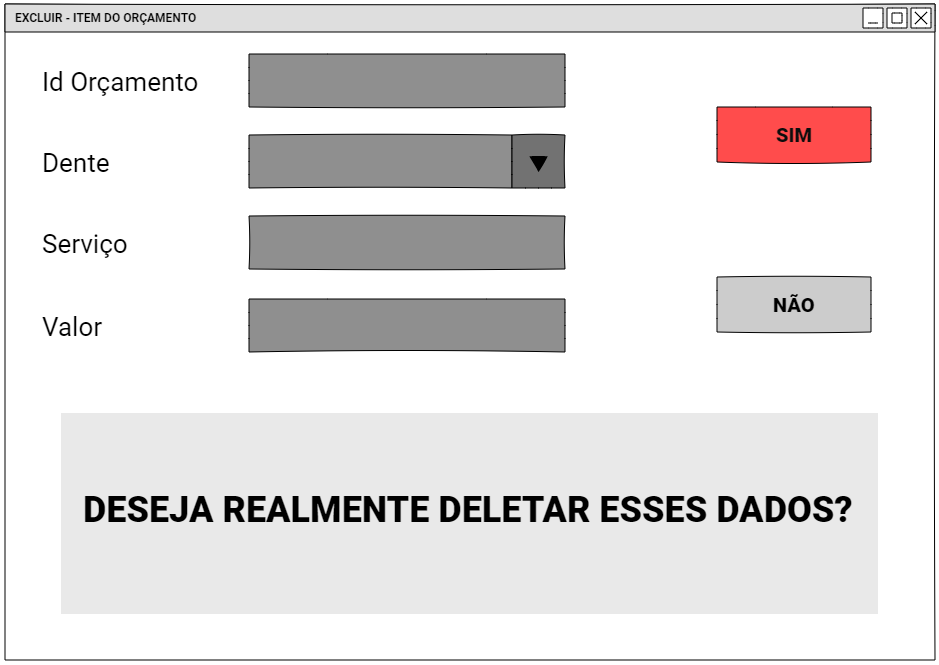 EXCLUIR - ITEM DO ORÇAMENTO
Id Orçamento
SIM
Dente
Serviço
NÃO
Valor
DESEJA REALMENTE DELETAR ESSES DADOS?